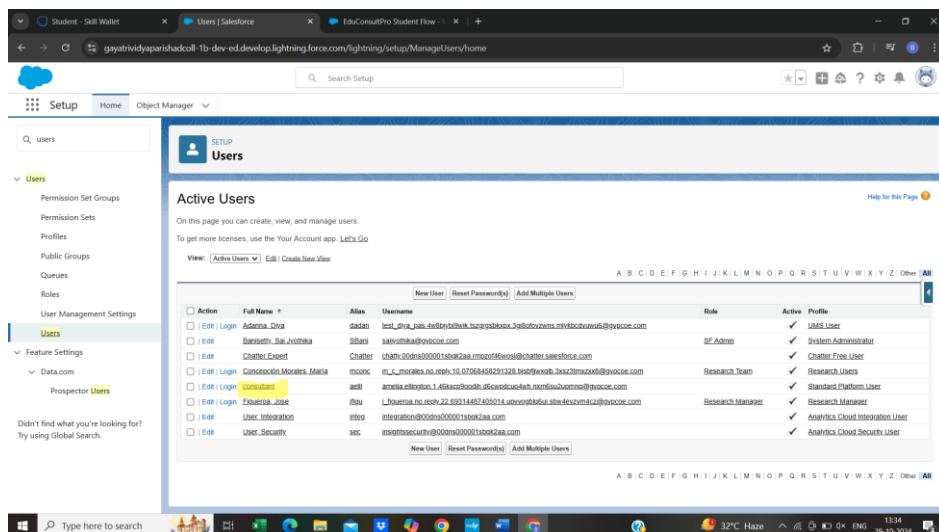 Student - Skill Wallet
Users | Salesforce
EduConsultPro Student Flow -
gayatrividyaparishadcoll-1b-dev-ed.develop.lightning.force.com/lightning/setup/ManageUsers/home
Search Setup
Setup Home Object Manager
users
SETUP
Users
Users
Permission Set Groups
Permission Sets
Profiles
Public Groups
Queues
Roles
User Management Settings
Users
Feature Settings
Data.com
Prospector Users
Didn't find what you're looking for?
Try using Global Search.
Active Users
Help for this Page
On this page you can create, view, and manage users.
To get more licenses, use the Your Account app. Let's Go
View: Active Users Edit | Create New View
A | B | C | D | E | F | G | H | I | J | K | L | M | N | O | P | Q | R | S | T | U | V | W | X | Y | Z | Other | All
New User Reset Password(s) Add Multiple Users
Action Full Name ↑ Alias Username Role Active Profile
Edit | Login Adanna, Diya dadan UMS User
Edit Banisetty, Sai Jyothika SBani saijyothika@gvpcoe.com SF Admin System Administrator
Edit Chatter Expert Chatter Chatter Free User
Edit | Login Concepción Morales, María mconc Research Team Research Users
Edit | Login consultant aelli Standard Platform User
Edit | Login Figueroa, Jose jfigu Research Manager Research Manager
Edit User, Integration integ integration@00dns000001sbqk2aa.com Analytics Cloud Integration User
Edit User, Security sec insightssecurity@00dns000001sbqk2aa.com Analytics Cloud Security User
New User Reset Password(s) Add Multiple Users
A | B | C | D | E | F | G | H | I | J | K | L | M | N | O | P | Q | R | S | T | U | V | W | X | Y | Z | Other | All
Type here to search
32°C Haze
ENG
13:34
29-10-2024